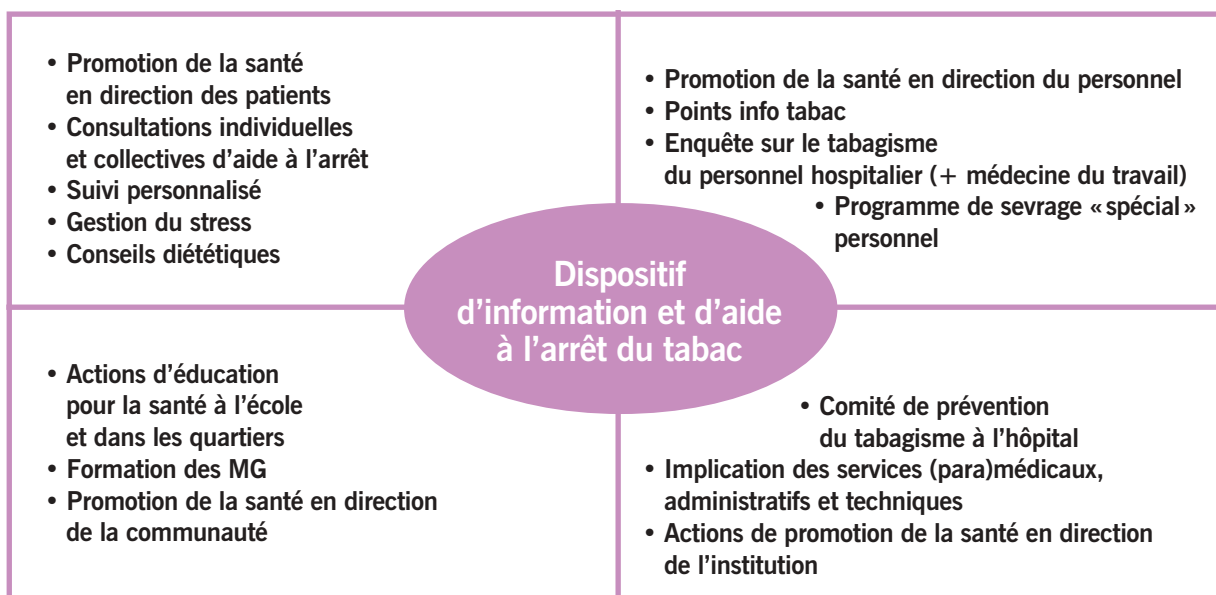 • Promotion de la santé
en direction des patients
• Consultations individuelles
et collectives d'aide à l'arrêt
• Suivi personnalisé
• Gestion du stress
• Conseils diététiques
• Promotion de la santé en direction du personnel
• Points info tabac
• Enquête sur le tabagisme
du personnel hospitalier (+ médecine du travail)
• Programme de sevrage « spécial »
personnel
Dispositif
d'information et d'aide
à l'arrêt du tabac
• Actions d'éducation
pour la santé à l'école
et dans les quartiers
• Formation des MG
• Promotion de la santé en direction
de la communauté
• Comité de prévention
du tabagisme à l'hôpital
• Implication des services (para)médicaux,
administratifs et techniques
• Actions de promotion de la santé en direction
de l'institution